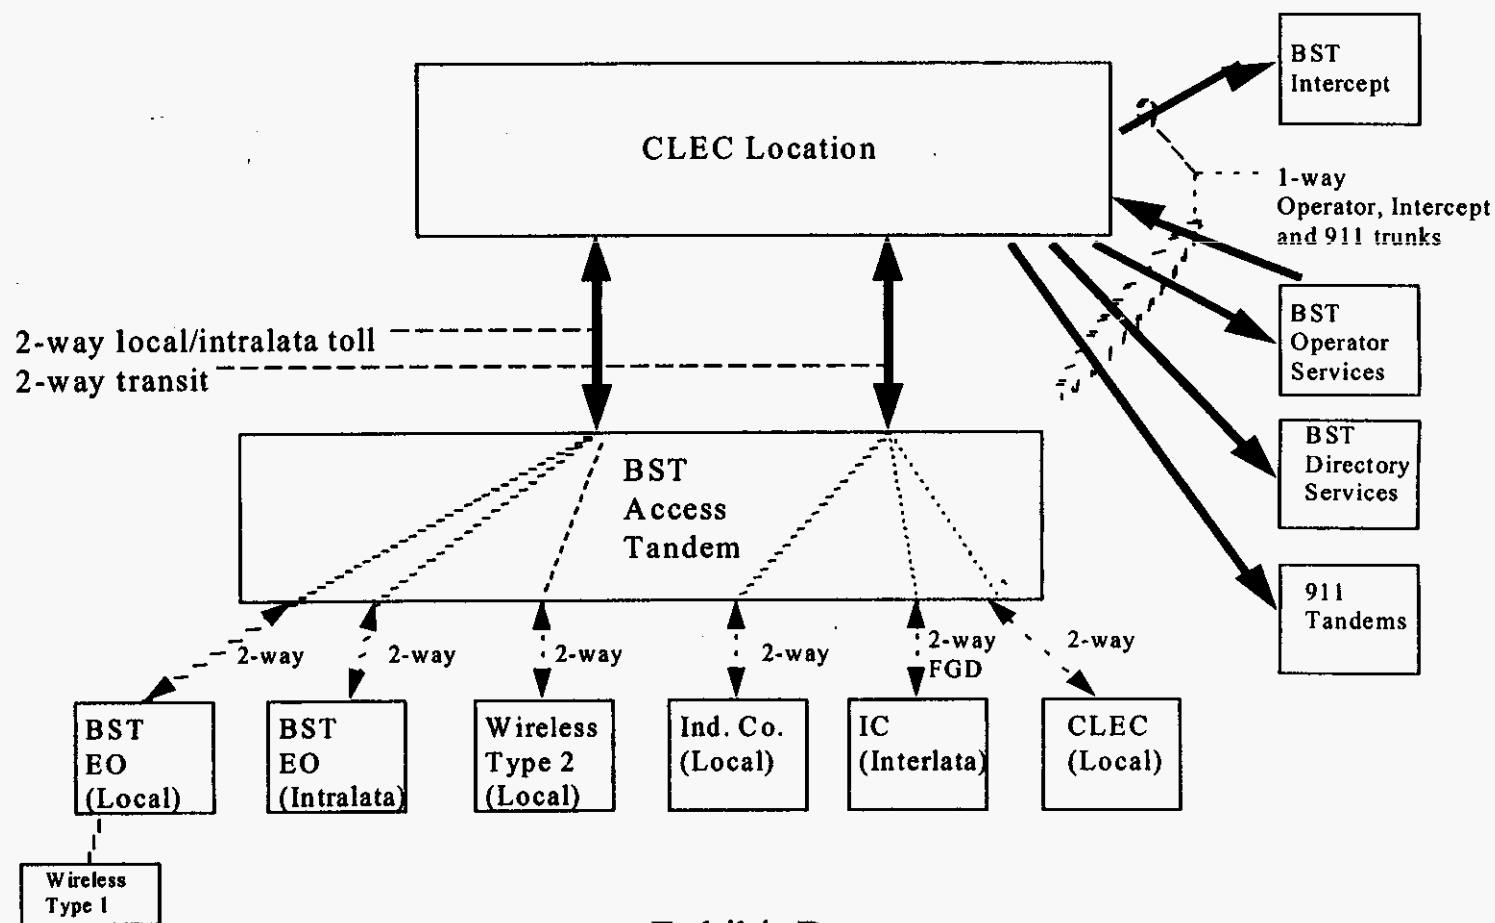 BST
Intercept
CLEC Location
1-way
Operator, Intercept
and 911 trunks
BST
Operator
Services
2-way local/intralata toll
2-way transit
BST
Directory
Services
BST
Access
Tandem
911
Tandems
2-way
2-way
2-way
2-way
2-way
FGD
2-way
BST
EO
(Local)
BST
EO
(Intralata)
Wireless
Type 2
(Local)
Ind. Co.
(Local)
IC
(Interlata)
CLEC
(Local)
Wireless
Type 1